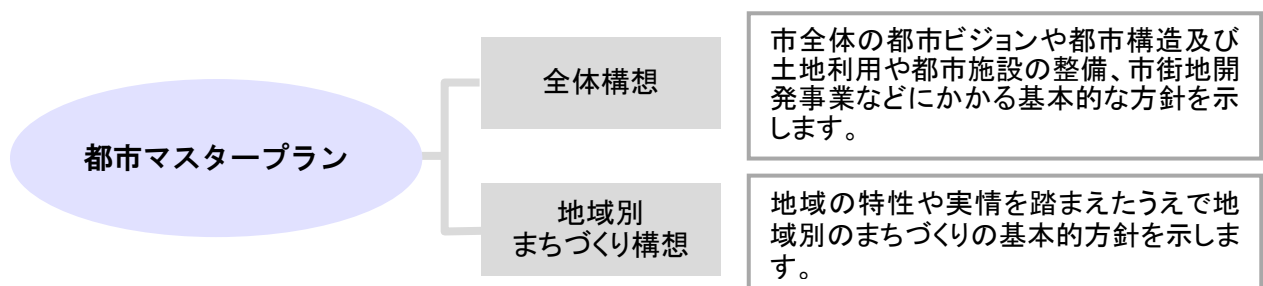 都市マスタープラン
全体構想
市全体の都市ビジョンや都市構造及び
土地利用や都市施設の整備、市街地開
発事業などにかかる基本的な方針を示
します。
地域別
まちづくり構想
地域の特性や実情を踏まえたうえで地
域別のまちづくりの基本的方針を示しま
す。